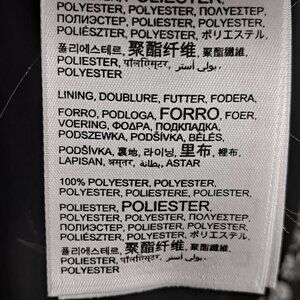 POLYESTER, POLYESTER, ΠΟΛΥΕΣΤΕΡ,
ПОЛИЭСТЕР, POLIESTER, POLYESTER,
POLIÉSZTER, POLYESTER, ポリエステル,
폴리에스테르, 聚酯纤维, 聚酯纖維,
POLIESTER, पॉलिएस्टर, بولي أستر,
POLYESTER
LINING, DOUBLURE, FUTTER, FODERA,
FORRO, PODLOGA, FORRO, FOER,
VOERING, ΦΟΔΡΑ, ПОДКЛАДКА,
PODSZEWKA, PODŠÍVKA, BÉLÉS,
PODŠÍVKA, 裏地, 라이닝, 里布, 裡布,
LAPISAN, अस्तर, بطانة, ASTAR
100% POLYESTER, POLYESTER,
POLYESTER, POLIESTERE, POLIESTER,
POLIESTER, POLIESTER,
POLYESTER, POLYESTER, ΠΟΛΥΕΣΤΕΡ,
ПОЛИЭСТЕР, POLIESTER, POLYESTER,
POLIÉSZTER, POLYESTER, ポリエステル,
폴리에스테르, 聚酯纤维, 聚酯纖維,
POLIESTER, पॉलिएस्टर, بولي أستر,
POLYESTER